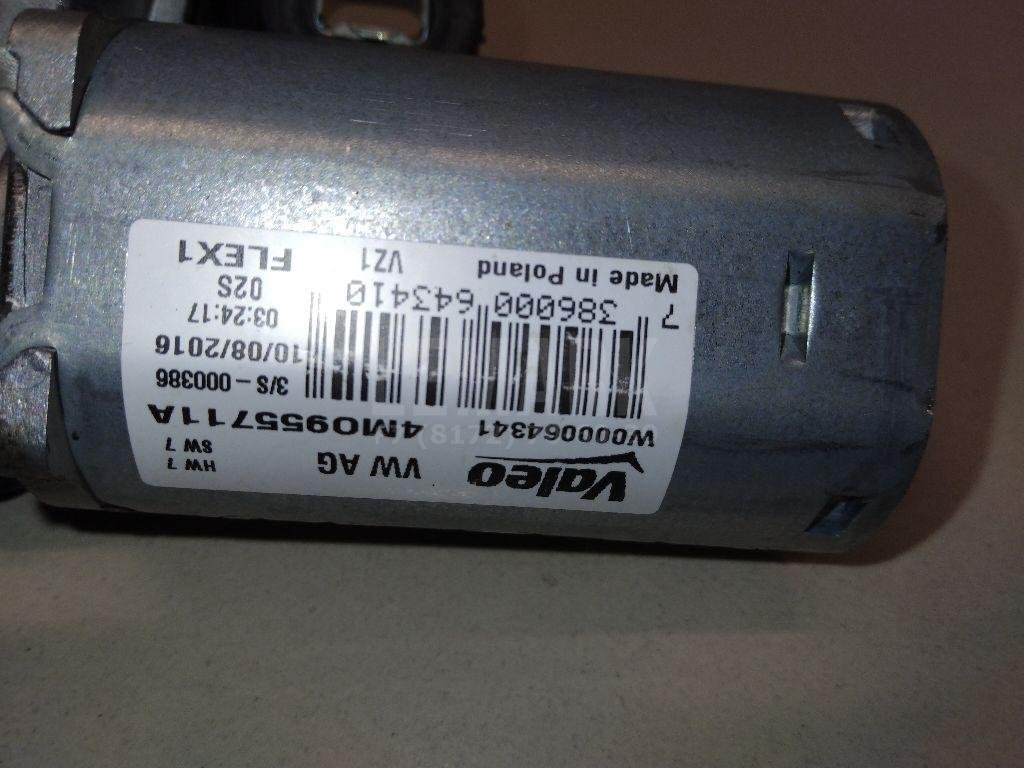 Valeo VW AG HW 7
SW 7
W000064341 4M0955711A
3/S-000386
10/08/2016
03:24:17
7 386000 643410 02S
Made in Poland VZ1 FLEX1